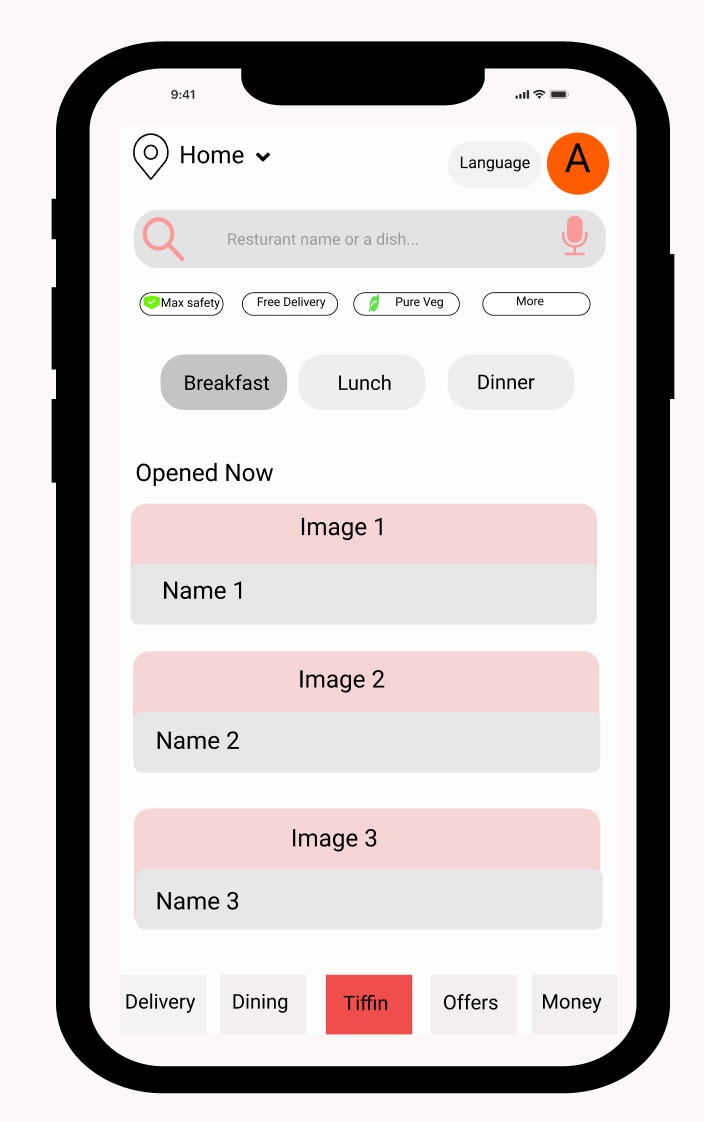 9:41
Home
Language
A
Resturant name or a dish...
Max safety
Free Delivery
Pure Veg
More
Breakfast
Lunch
Dinner
Opened Now
Image 1
Name 1
Image 2
Name 2
Image 3
Name 3
Delivery
Dining
Tiffin
Offers
Money